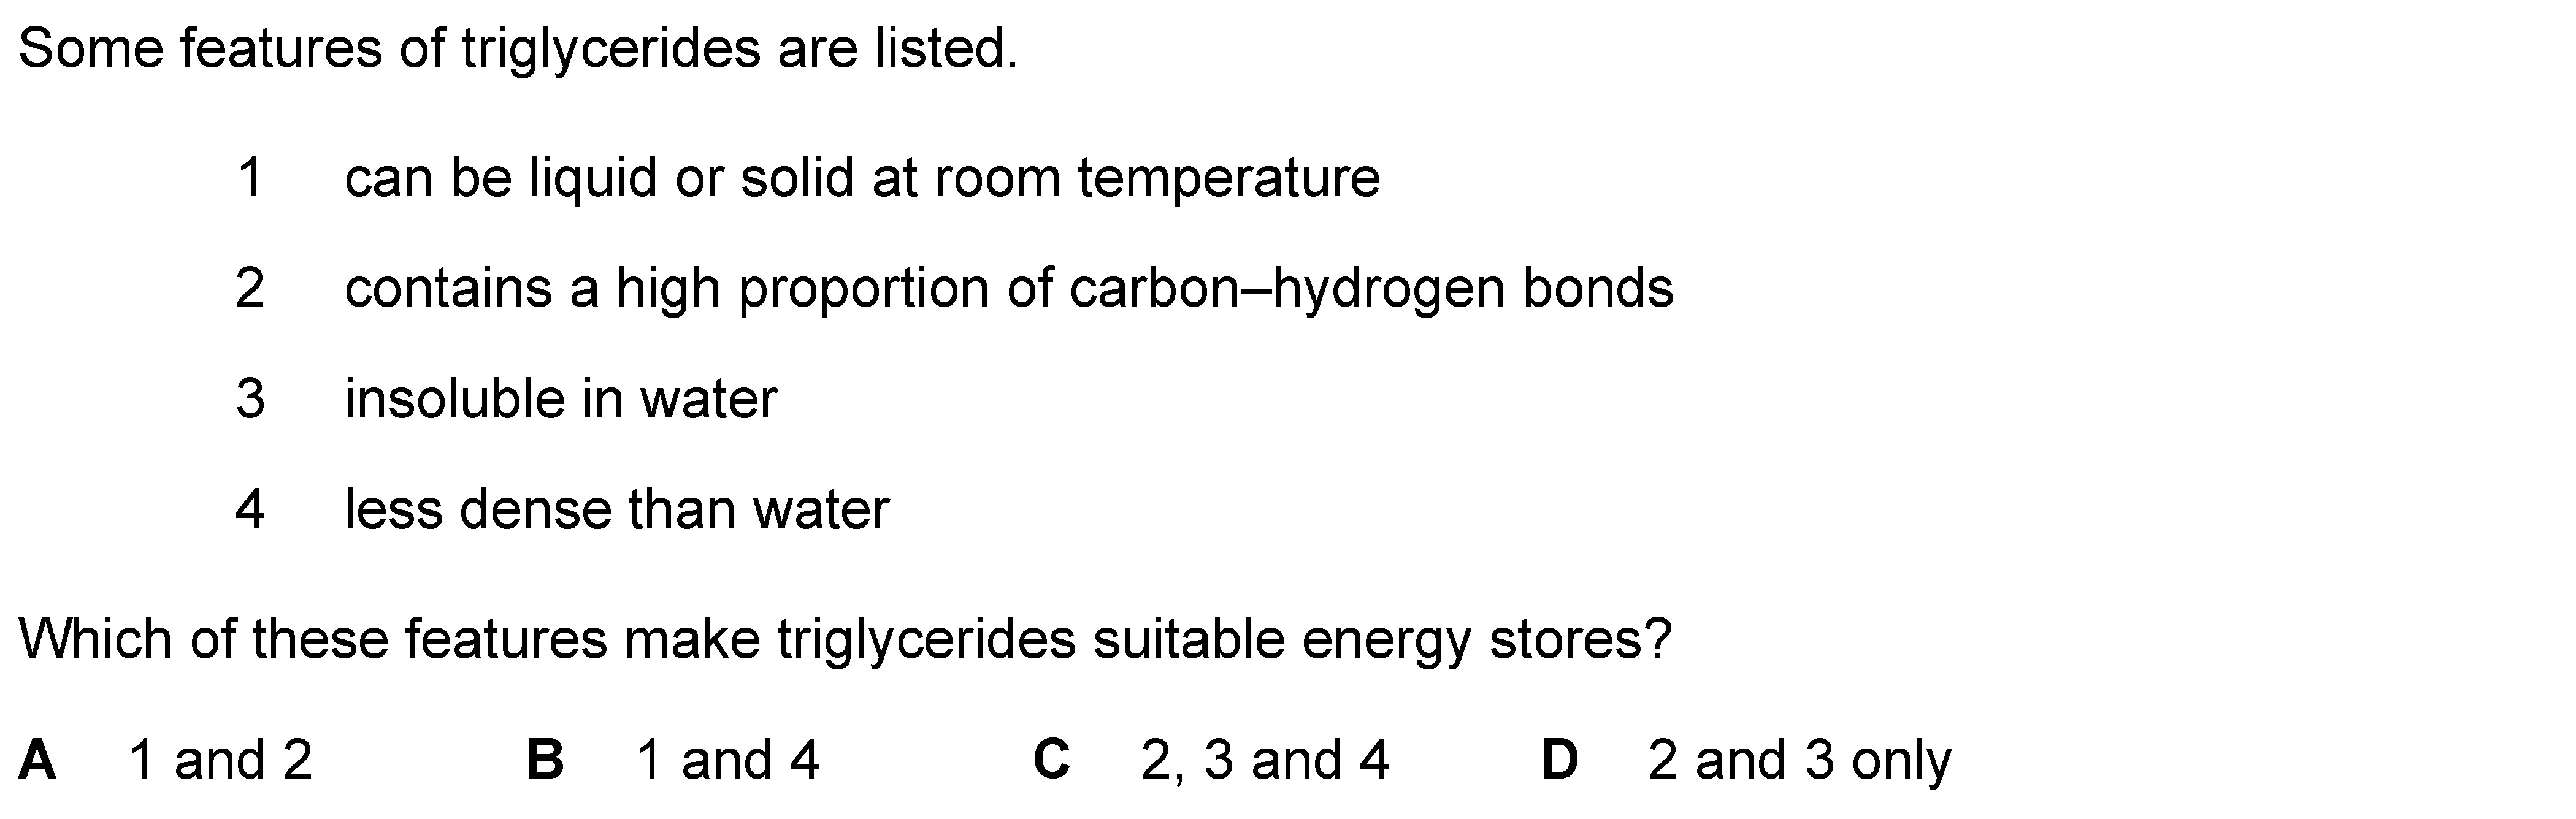 Some features of triglycerides are listed.
1 can be liquid or solid at room temperature
2 contains a high proportion of carbon–hydrogen bonds
3 insoluble in water
4 less dense than water
Which of these features make triglycerides suitable energy stores?
A 1 and 2 B 1 and 4 C 2, 3 and 4 D 2 and 3 only